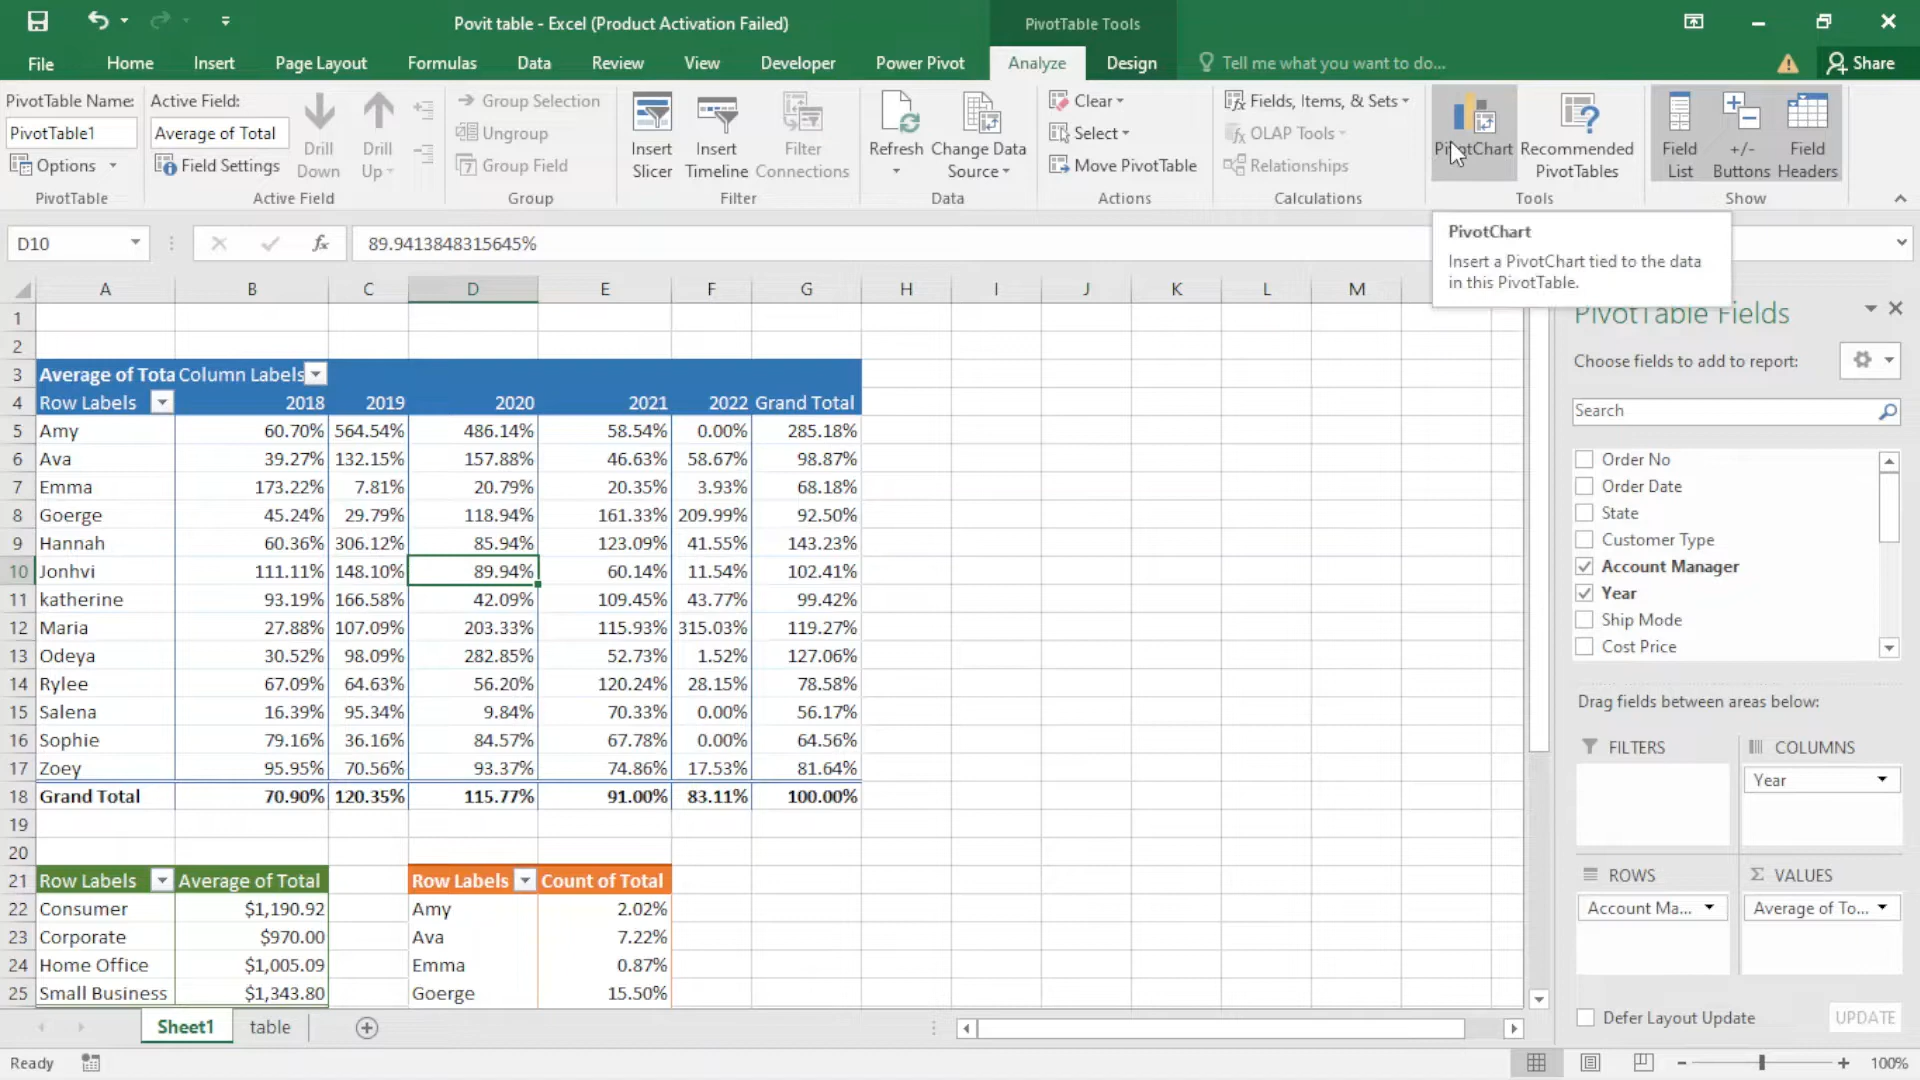 Povit table - Excel (Product Activation Failed)
PivotTable Tools
File Home Insert Page Layout Formulas Data Review View Developer Power Pivot Analyze Design Tell me what you want to do... Share
PivotTable Name:
PivotTable1
Options
PivotTable
Active Field:
Average of Total
Field Settings
Drill Down
Drill Up
Active Field
Group Selection
Ungroup
Group Field
Group
Insert Slicer
Insert Timeline
Filter Connections
Filter
Refresh
Change Data Source
Data
Clear
Select
Move PivotTable
Actions
Fields, Items, & Sets
OLAP Tools
Relationships
Calculations
PivotChart
Recommended PivotTables
Tools
Field List
+/- Buttons
Field Headers
Show
D10
fx
89.9413848315645%
PivotChart
Insert a PivotChart tied to the data
in this PivotTable.
A B C D E F G H I J K L M
1
2
3 Average of Tota Column Labels
4 Row Labels 2018 2019 2020 2021 2022 Grand Total
5 Amy 60.70% 564.54% 486.14% 58.54% 0.00% 285.18%
6 Ava 39.27% 132.15% 157.88% 46.63% 58.67% 98.87%
7 Emma 173.22% 7.81% 20.79% 20.35% 3.93% 68.18%
8 Goerge 45.24% 29.79% 118.94% 161.33% 209.99% 92.50%
9 Hannah 60.36% 306.12% 85.94% 123.09% 41.55% 143.23%
10 Jonhvi 111.11% 148.10% 89.94% 60.14% 11.54% 102.41%
11 katherine 93.19% 166.58% 42.09% 109.45% 43.77% 99.42%
12 Maria 27.88% 107.09% 203.33% 115.93% 315.03% 119.27%
13 Odeya 30.52% 98.09% 282.85% 52.73% 1.52% 127.06%
14 Rylee 67.09% 64.63% 56.20% 120.24% 28.15% 78.58%
15 Salena 16.39% 95.34% 9.84% 70.33% 0.00% 56.17%
16 Sophie 79.16% 36.16% 84.57% 67.78% 0.00% 64.56%
17 Zoey 95.95% 70.56% 93.37% 74.86% 17.53% 81.64%
18 Grand Total 70.90% 120.35% 115.77% 91.00% 83.11% 100.00%
19
20
21 Row Labels Average of Total Row Labels Count of Total
22 Consumer $1,190.92 Amy 2.02%
23 Corporate $970.00 Ava 7.22%
24 Home Office $1,005.09 Emma 0.87%
25 Small Business $1,343.80 Goerge 15.50%
PivotTable Fields
Choose fields to add to report:
Search
Order No
Order Date
State
Customer Type
Account Manager
Year
Ship Mode
Cost Price
Drag fields between areas below:
FILTERS
COLUMNS
Year
ROWS
Account Ma...
Σ VALUES
Average of To...
Defer Layout Update
UPDATE
Sheet1 table
Ready
100%